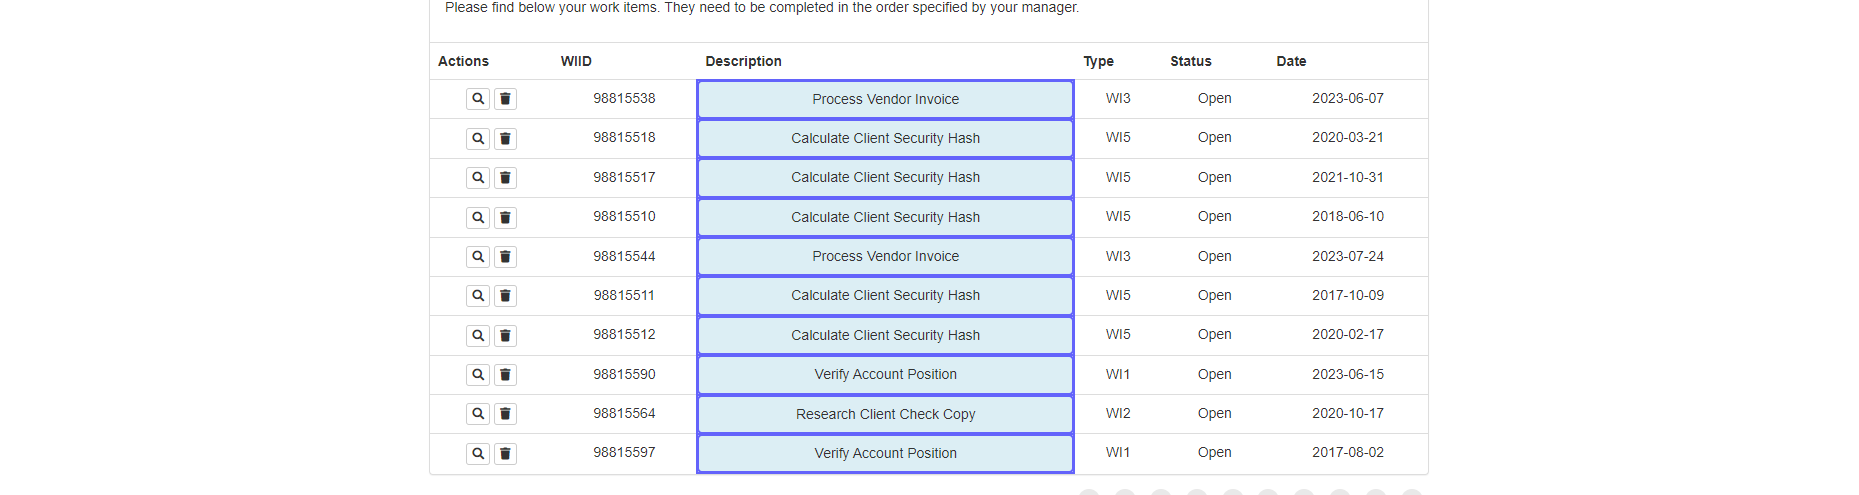 Please find below your work items. They need to be completed in the order specified by your manager.
Actions WIID Description Type Status Date
98815538 Process Vendor Invoice WI3 Open 2023-06-07
98815518 Calculate Client Security Hash WI5 Open 2020-03-21
98815517 Calculate Client Security Hash WI5 Open 2021-10-31
98815510 Calculate Client Security Hash WI5 Open 2018-06-10
98815544 Process Vendor Invoice WI3 Open 2023-07-24
98815511 Calculate Client Security Hash WI5 Open 2017-10-09
98815512 Calculate Client Security Hash WI5 Open 2020-02-17
98815590 Verify Account Position WI1 Open 2023-06-15
98815564 Research Client Check Copy WI2 Open 2020-10-17
98815597 Verify Account Position WI1 Open 2017-08-02